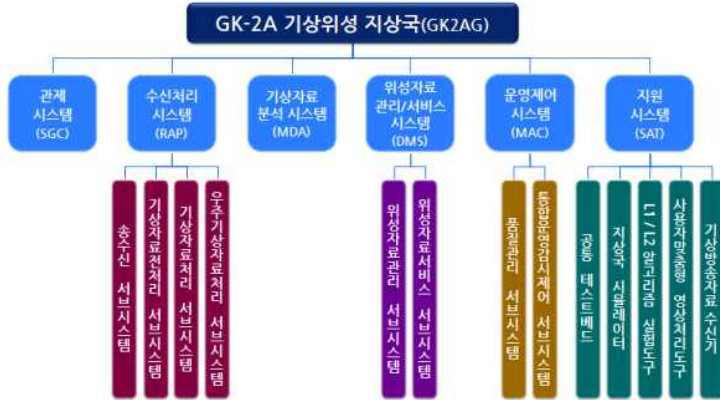 GK-2A 기상위성 지상국(GK2AG)
관제
시스템
(SGC)
수신처리
시스템
(RAP)
기상자료
분석 시스템
(MDA)
위성자료
관리/서비스
시스템
(DMS)
운영제어
시스템
(MAC)
지원
시스템
(SAT)
송수신 서브시스템
기상자료전처리 서브시스템
기상자료처리 서브시스템
우주기상자료처리 서브시스템
위성자료관리 서브시스템
위성자료서비스 서브시스템
품질관리 서브시스템
통합운영감시제어 서브시스템
공통 테스트베드
지상국 시뮬레이터
L1/L2 알고리즘 실험도구
사용자맞춤형 영상처리도구
기상방송자료 수신기